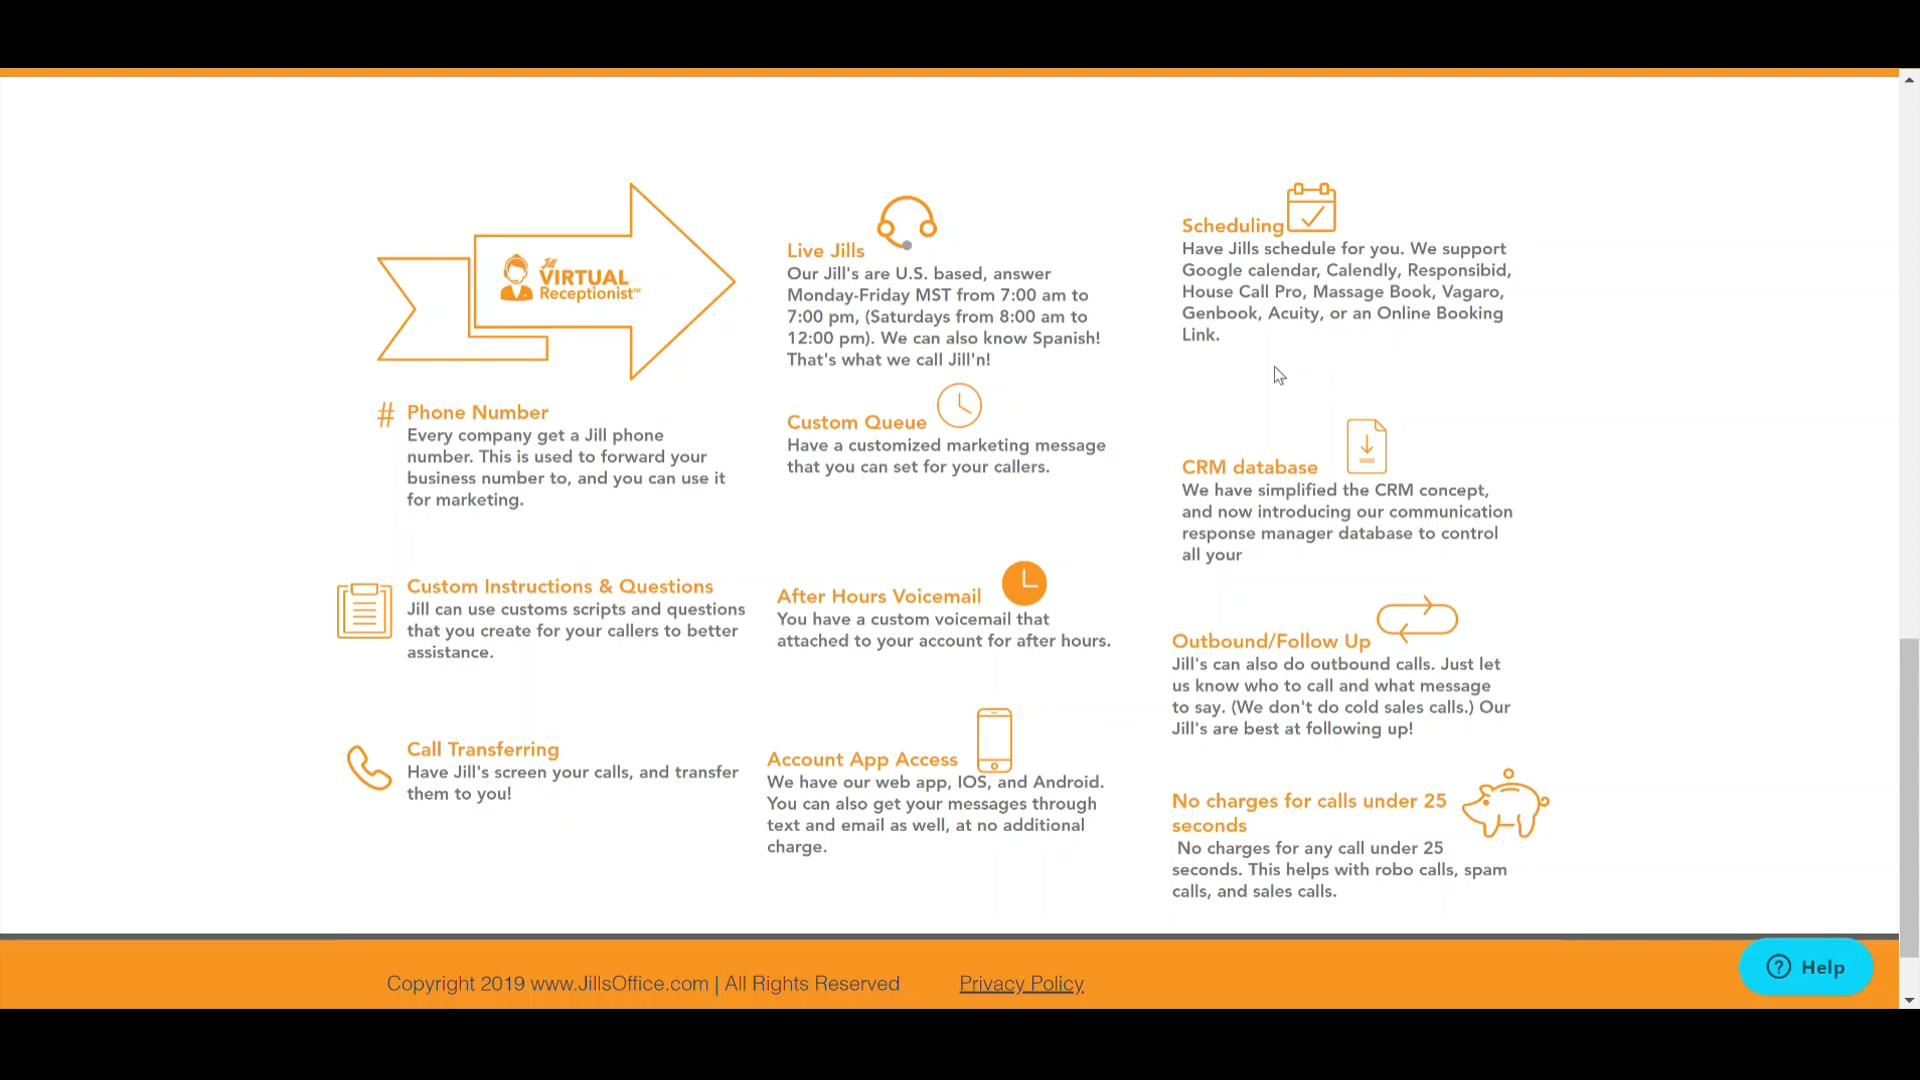 Jill
VIRTUAL
Receptionist™
# Phone Number
Every company get a Jill phone
number. This is used to forward your
business number to, and you can use it
for marketing.
Custom Instructions & Questions
Jill can use customs scripts and questions
that you create for your callers to better
assistance.
Call Transferring
Have Jill's screen your calls, and transfer
them to you!
Live Jills
Our Jill's are U.S. based, answer
Monday-Friday MST from 7:00 am to
7:00 pm, (Saturdays from 8:00 am to
12:00 pm). We can also know Spanish!
That's what we call Jill'n!
Custom Queue
Have a customized marketing message
that you can set for your callers.
After Hours Voicemail
You have a custom voicemail that
attached to your account for after hours.
Account App Access
We have our web app, IOS, and Android.
You can also get your messages through
text and email as well, at no additional
charge.
Scheduling
Have Jills schedule for you. We support
Google calendar, Calendly, Responsibid,
House Call Pro, Massage Book, Vagaro,
Genbook, Acuity, or an Online Booking
Link.
CRM database
We have simplified the CRM concept,
and now introducing our communication
response manager database to control
all your
Outbound/Follow Up
Jill's can also do outbound calls. Just let
us know who to call and what message
to say. (We don't do cold sales calls.) Our
Jill's are best at following up!
No charges for calls under 25
seconds
No charges for any call under 25
seconds. This helps with robo calls, spam
calls, and sales calls.
Copyright 2019 www.JillsOffice.com | All Rights Reserved
Privacy Policy
? Help